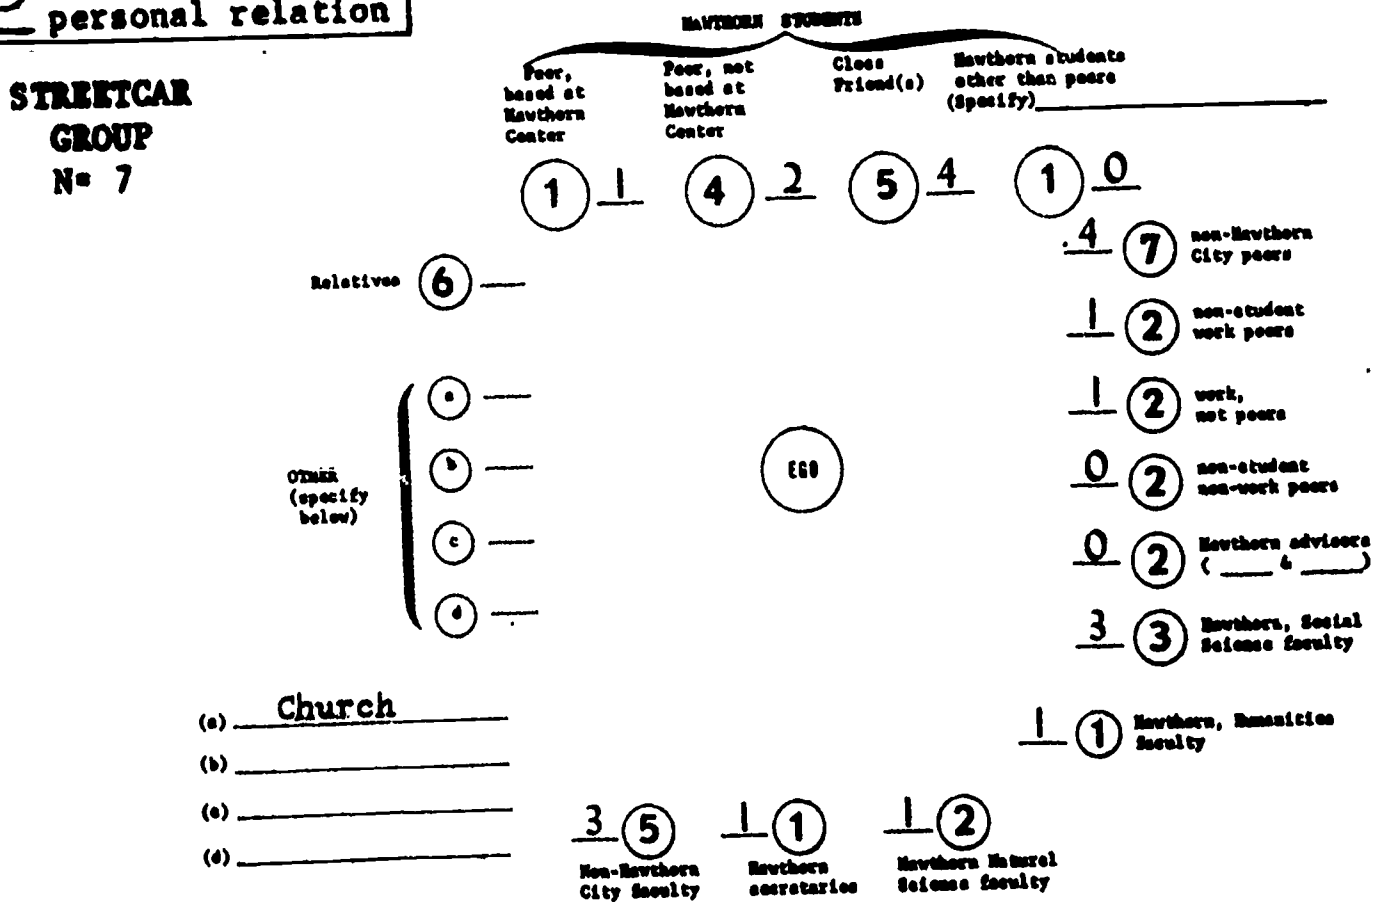 personal relation
STREETCAR
GROUP
N= 7
HAWTHORN STUDENTS
Peer,
based at
Hawthorn
Center
1 1
Peer, not
based at
Hawthorn
Center
4 2
Close
Friend(s)
5 4
Hawthorn students
other than peers
(Specify)
1 0
4 7 non-Hawthorn
City peers
Relatives 6
1 2 non-student
work peers
1 2 work,
not peers
OTHER
(specify
below)
a
b
c
d
EGO
0 2 non-student
non-work peers
0 2 Hawthorn advisors
( & )
3 3 Hawthorn, Social
Science faculty
1 1 Hawthorn, Humanities
faculty
(a) Church
(b)
(c)
(d)
3 5
Non-Hawthorn
City faculty
1 1
Hawthorn
secretaries
1 2
Hawthorn Natural
Science faculty